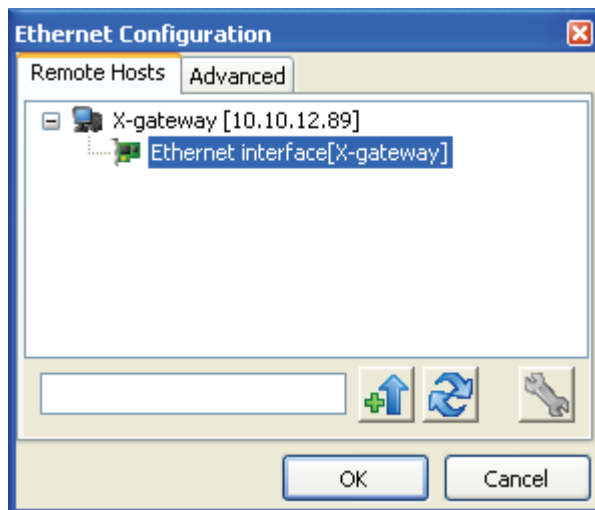 Ethernet Configuration
Remote Hosts Advanced
X-gateway [10.10.12.89]
Ethernet interface[X-gateway]
OK Cancel